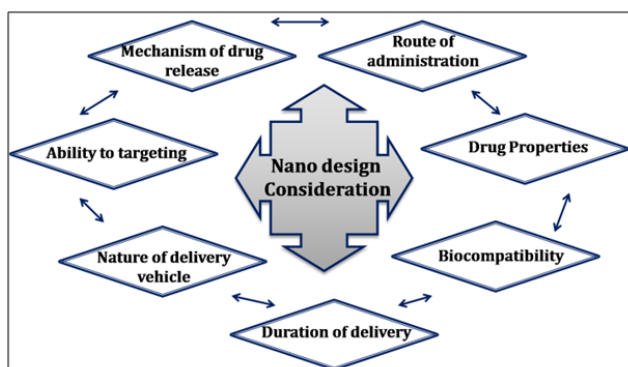 Mechanism of drug
release
Route of
administration
Ability to targeting
Nano design
Consideration
Drug Properties
Nature of delivery
vehicle
Biocompatibility
Duration of delivery